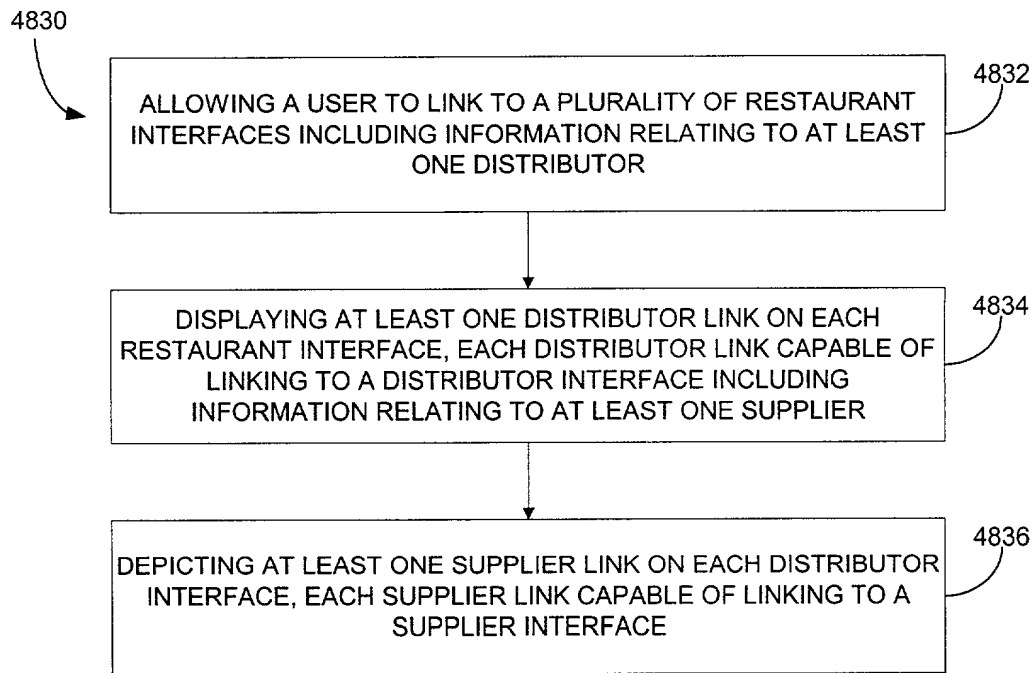 4830
ALLOWING A USER TO LINK TO A PLURALITY OF RESTAURANT
INTERFACES INCLUDING INFORMATION RELATING TO AT LEAST
ONE DISTRIBUTOR
4832
DISPLAYING AT LEAST ONE DISTRIBUTOR LINK ON EACH
RESTAURANT INTERFACE, EACH DISTRIBUTOR LINK CAPABLE OF
LINKING TO A DISTRIBUTOR INTERFACE INCLUDING
INFORMATION RELATING TO AT LEAST ONE SUPPLIER
4834
DEPICTING AT LEAST ONE SUPPLIER LINK ON EACH DISTRIBUTOR
INTERFACE, EACH SUPPLIER LINK CAPABLE OF LINKING TO A
SUPPLIER INTERFACE
4836